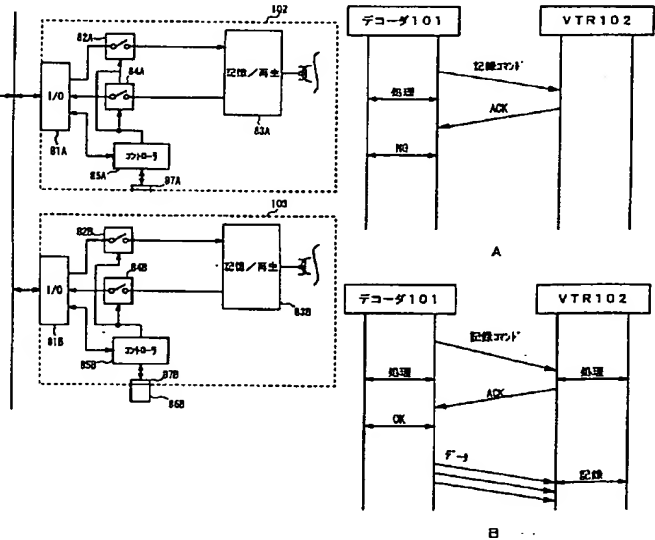 102
82A
84A
I/O
記憶/再生
83A
81A
コントローラ
85A
87A
103
82B
84B
I/O
記憶/再生
83B
81B
コントローラ
85B
87B
86B
デコーダ101
VTR102
記録コマンド
処理
ACK
NG
A
デコーダ101
VTR102
記録コマンド
処理
処理
ACK
OK
データ
記録
B